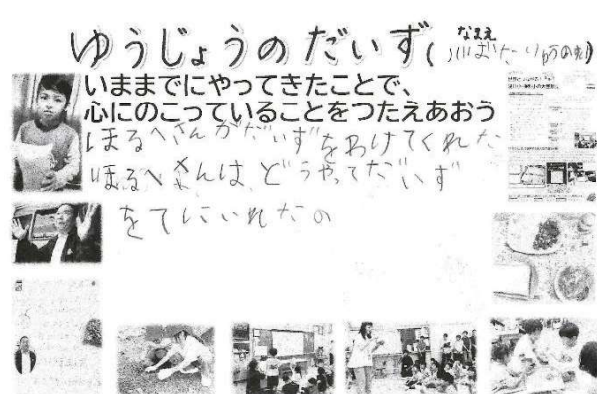 ゆうじょうのだいず(
なまえ
いままでにやってきたことで、
心にのこっていることをつたえあおう
ほるへさんがだいずをわけてくれた
ほるへさんは、どうやってだいず
をてにいれたの